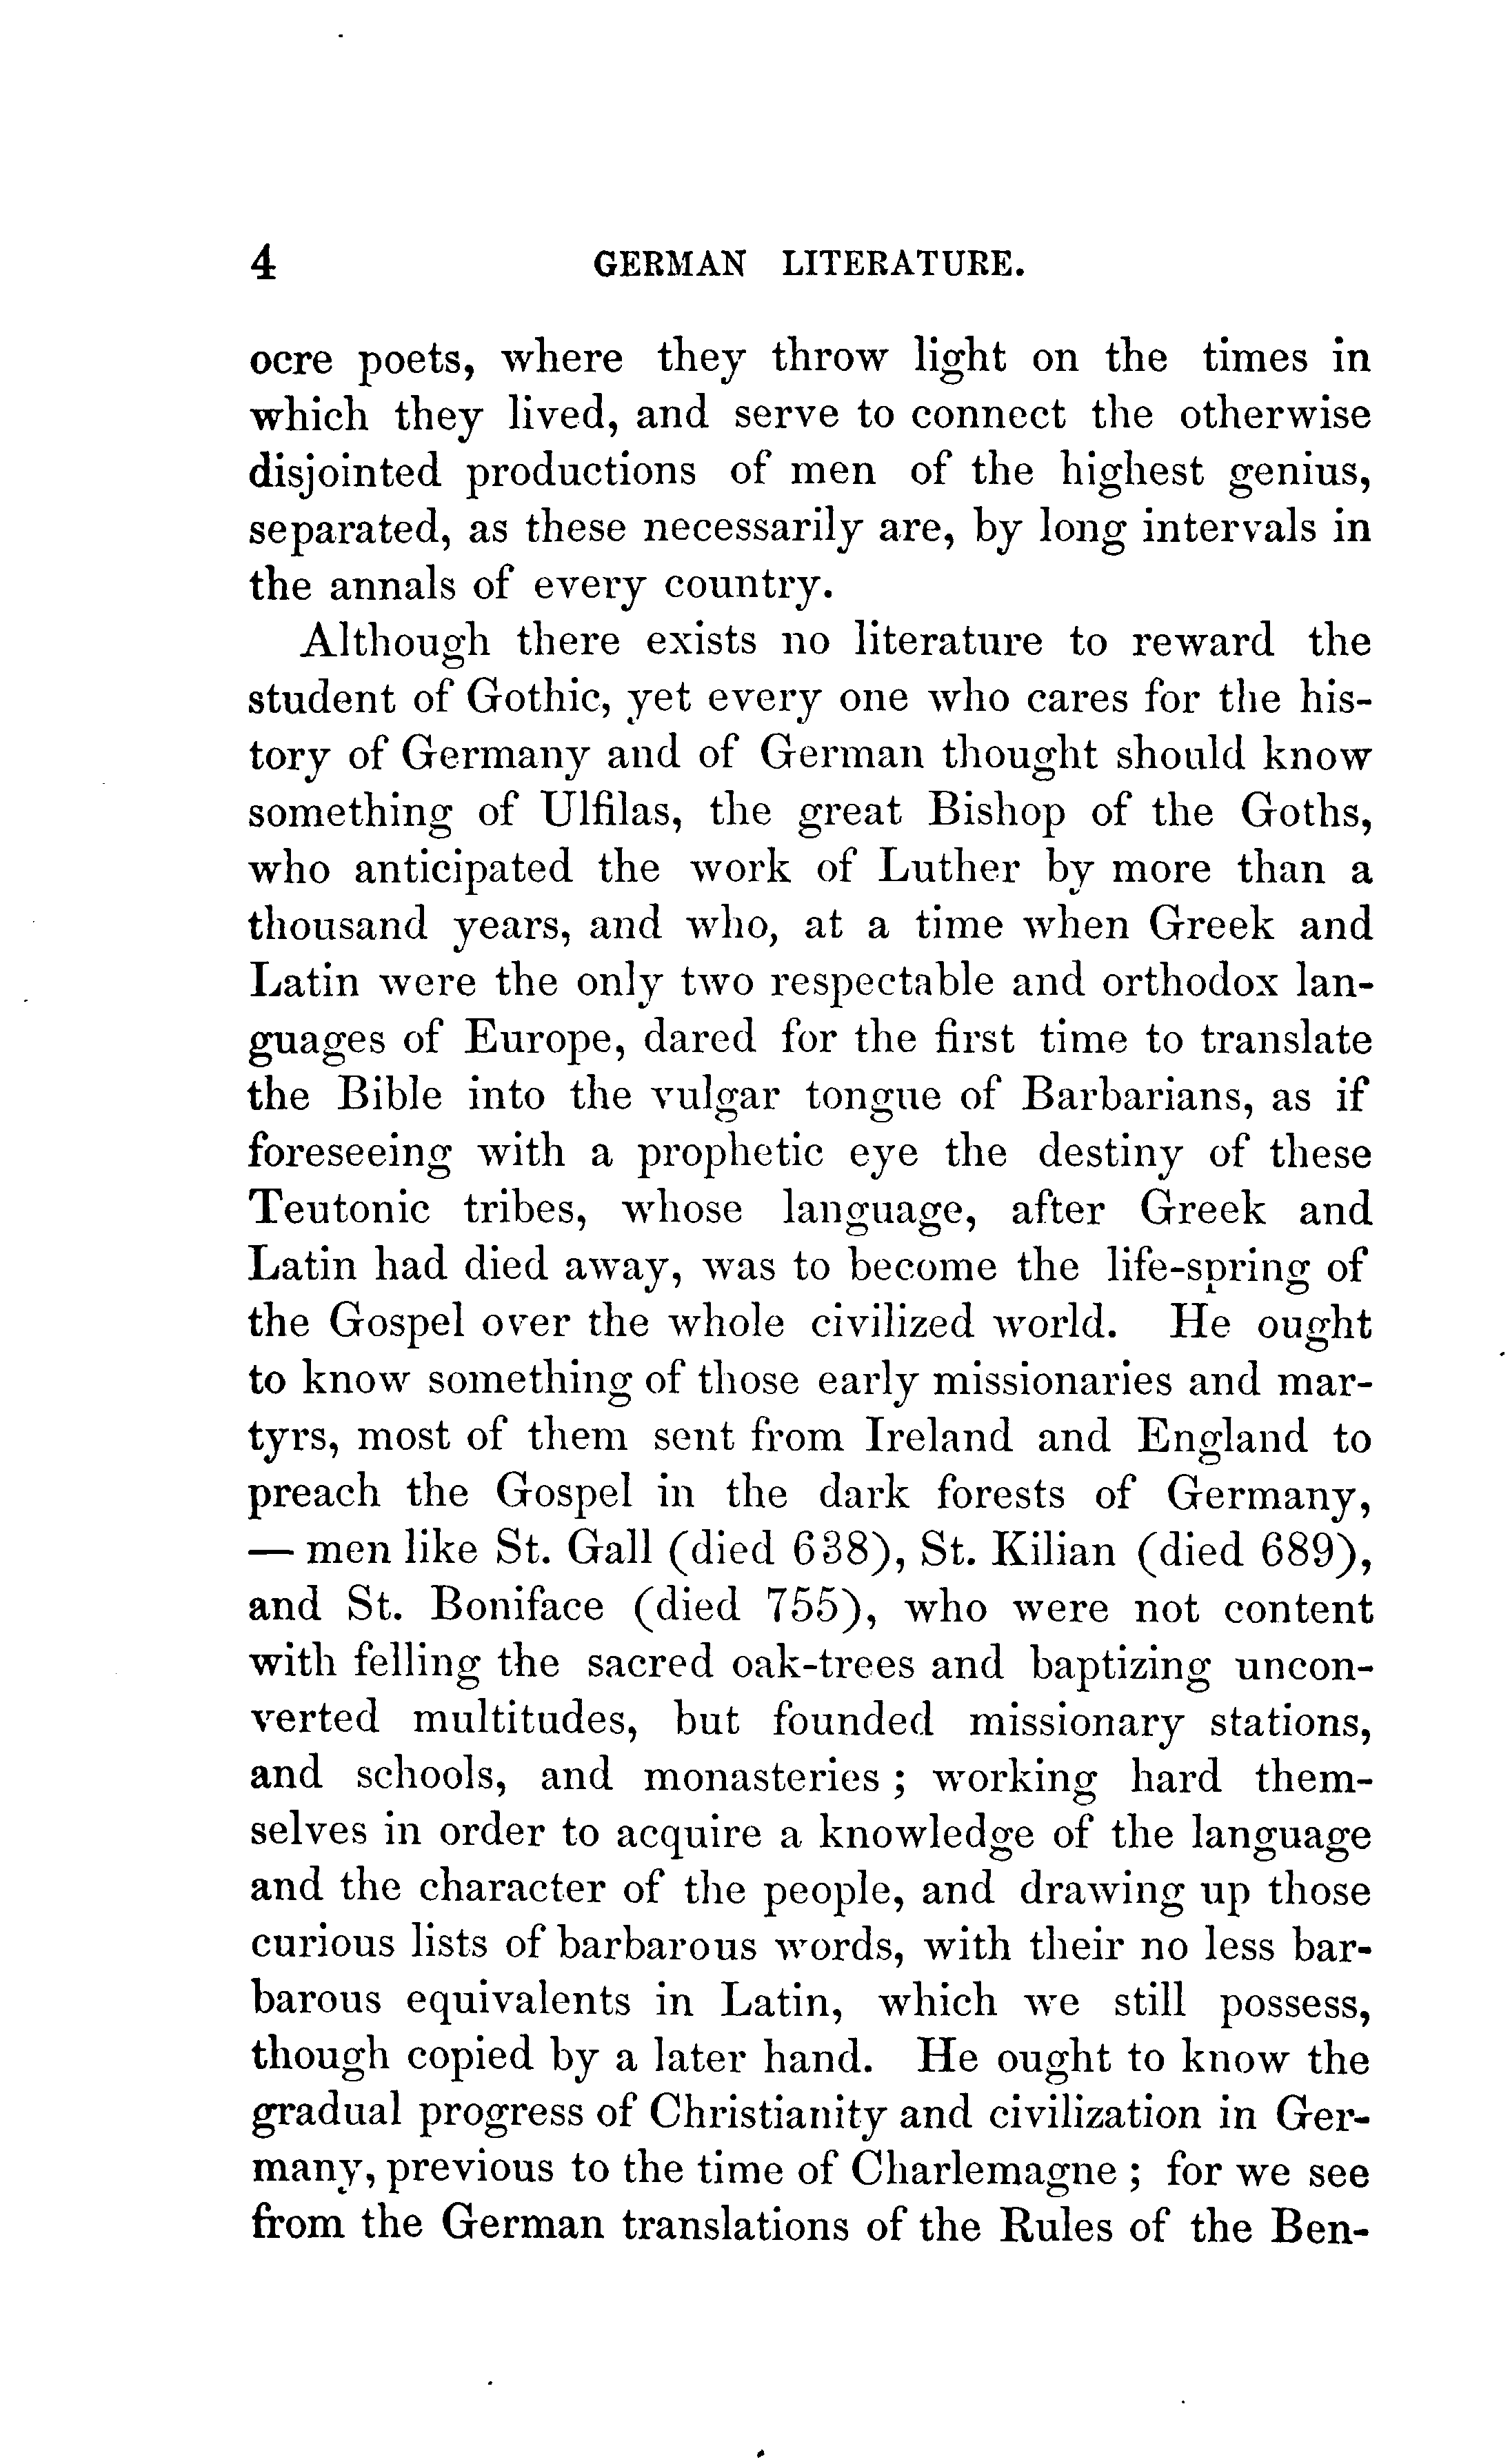 4 GERMAN LITERATURE.
ocre poets, where they throw light on the times in
which they lived, and serve to connect the otherwise
disjointed productions of men of the highest genius,
separated, as these necessarily are, by long intervals in
the annals of every country.
Although there exists no literature to reward the
student of Gothic, yet every one who cares for the his-
tory of Germany and of German thought should know
something of Ulfilas, the great Bishop of the Goths,
who anticipated the work of Luther by more than a
thousand years, and who, at a time when Greek and
Latin were the only two respectable and orthodox lan-
guages of Europe, dared for the first time to translate
the Bible into the vulgar tongue of Barbarians, as if
foreseeing with a prophetic eye the destiny of these
Teutonic tribes, whose language, after Greek and
Latin had died away, was to become the life-spring of
the Gospel over the whole civilized world. He ought
to know something of those early missionaries and mar-
tyrs, most of them sent from Ireland and England to
preach the Gospel in the dark forests of Germany,
— men like St. Gall (died 638), St. Kilian (died 689),
and St. Boniface (died 755), who were not content
with felling the sacred oak-trees and baptizing uncon-
verted multitudes, but founded missionary stations,
and schools, and monasteries ; working hard them-
selves in order to acquire a knowledge of the language
and the character of the people, and drawing up those
curious lists of barbarous words, with their no less bar-
barous equivalents in Latin, which we still possess,
though copied by a later hand. He ought to know the
gradual progress of Christianity and civilization in Ger-
many, previous to the time of Charlemagne ; for we see
from the German translations of the Rules of the Ben-